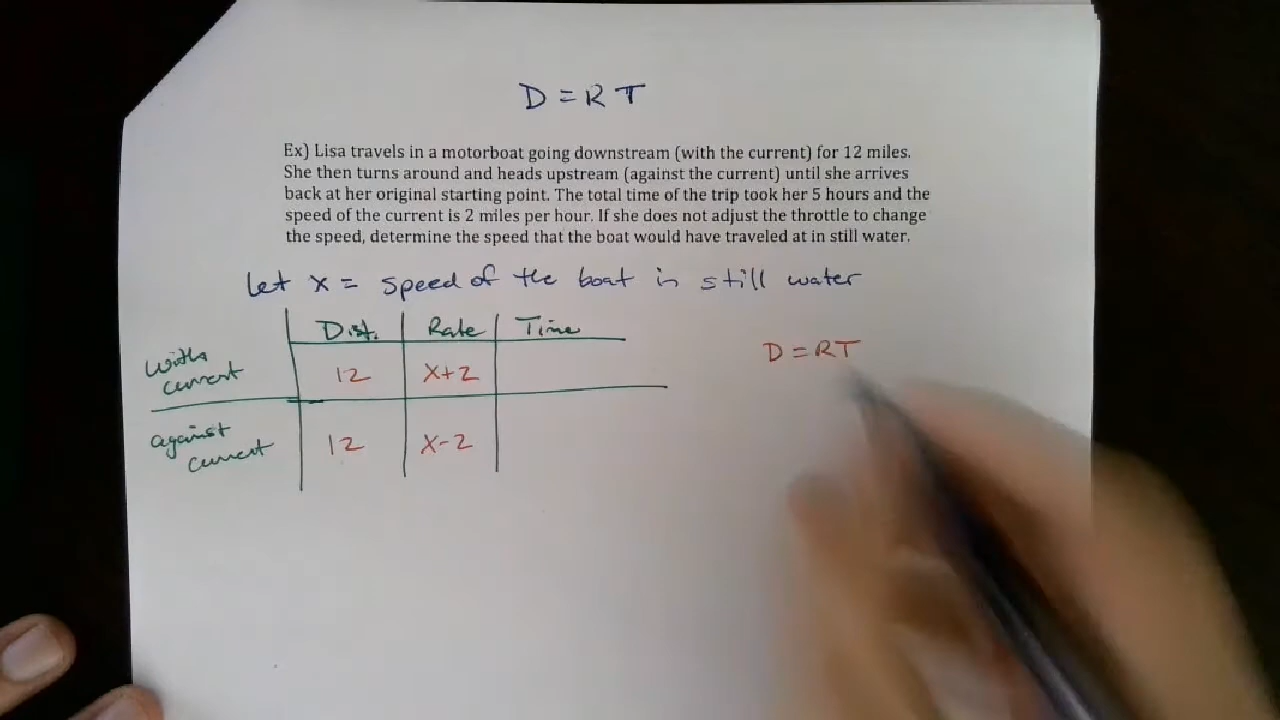 D = R T
Ex) Lisa travels in a motorboat going downstream (with the current) for 12 miles.
She then turns around and heads upstream (against the current) until she arrives
back at her original starting point. The total time of the trip took her 5 hours and the
speed of the current is 2 miles per hour. If she does not adjust the throttle to change
the speed, determine the speed that the boat would have traveled at in still water.
Let x = speed of the boat in still water
Dist. Rate Time
With
current 12 x+2
D = RT
against
current 12 x-2